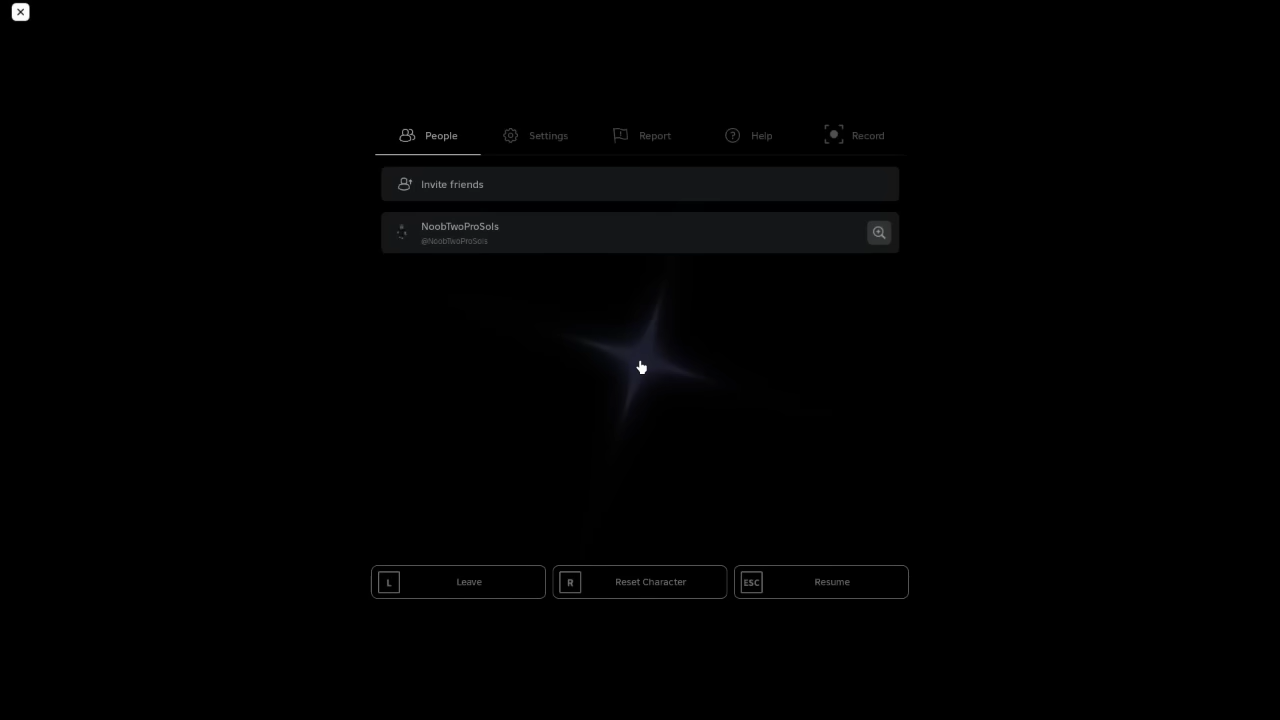 People
Settings
Report
Help
Record
Invite friends
NoobTwoProSols
@NoobTwoProSols
L
Leave
R
Reset Character
ESC
Resume